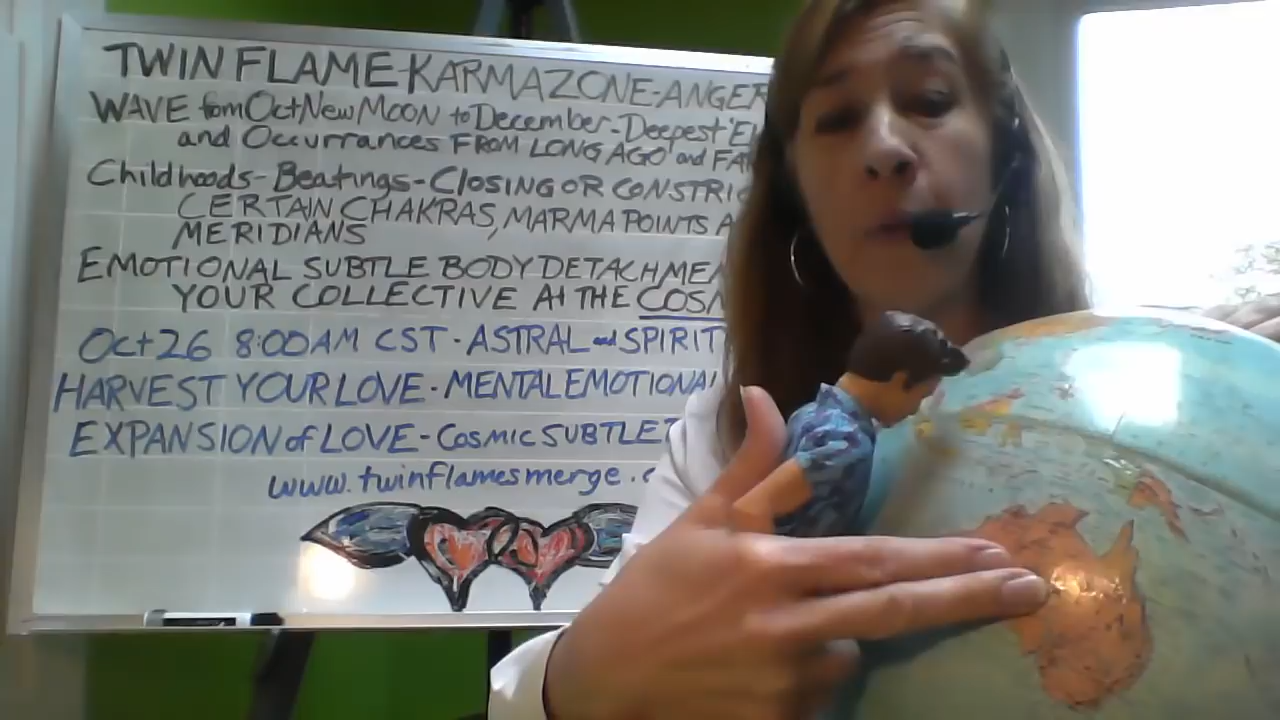 TWIN FLAME-KARMAZONE-ANGER
WAVE from Oct New Moon to December-Deepest
and Occurrances FROM LONG AGO and
Childhoods-Beatings-Closing OR
CERTAIN CHAKRAS, MARMA POINTS
MERIDIANS
EMOTIONAL SUBTLE BODY
YOUR COLLECTIVE At THE
Oct 26 8:00AM CST - ASTRAL and
HARVEST YOUR LOVE - MENTAL
EXPANSION of LOVE - Cosmic SUBTLE
www.twinflamesmerge.